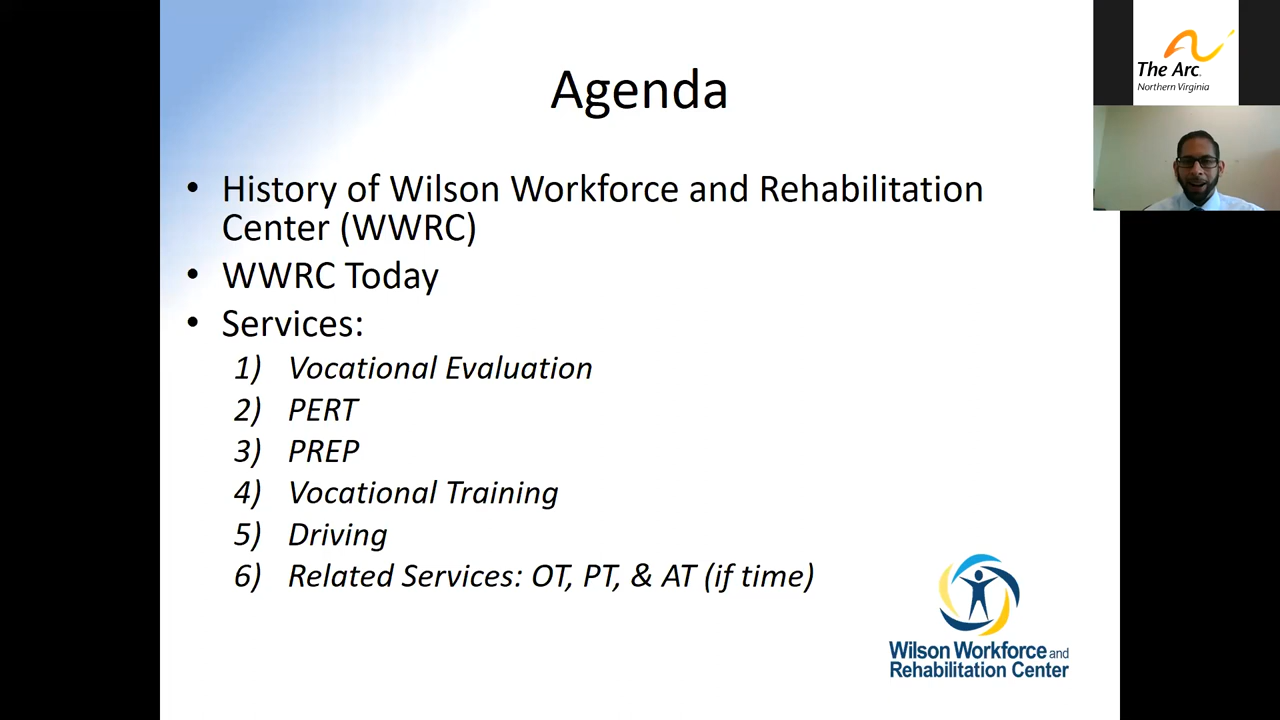 Agenda
• History of Wilson Workforce and Rehabilitation
Center (WWRC)
• WWRC Today
• Services:
1) Vocational Evaluation
2) PERT
3) PREP
4) Vocational Training
5) Driving
6) Related Services: OT, PT, & AT (if time)
Wilson Workforce and
Rehabilitation Center
The Arc.
Northern Virginia